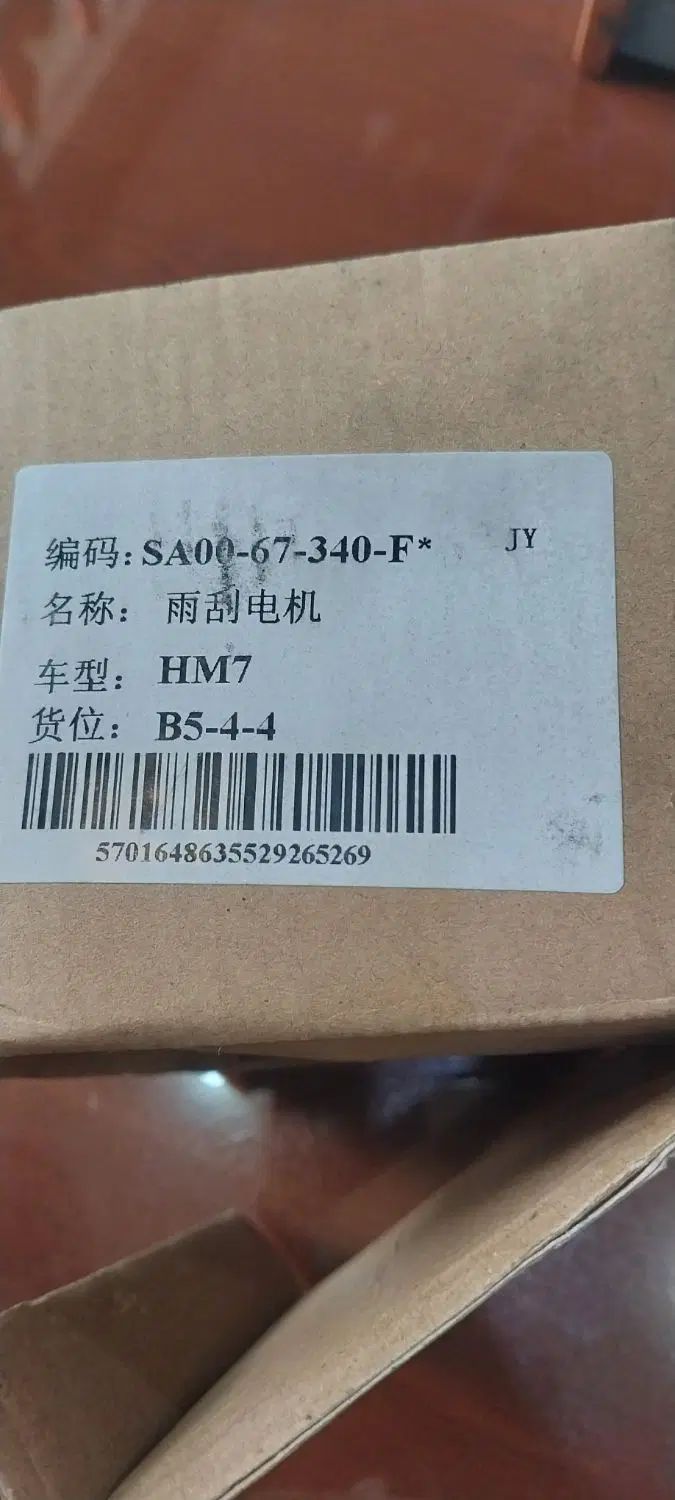 编码:SA00-67-340-F* JY
名称: 雨刮电机
车型: HM7
货位: B5-4-4
5701648635529265269